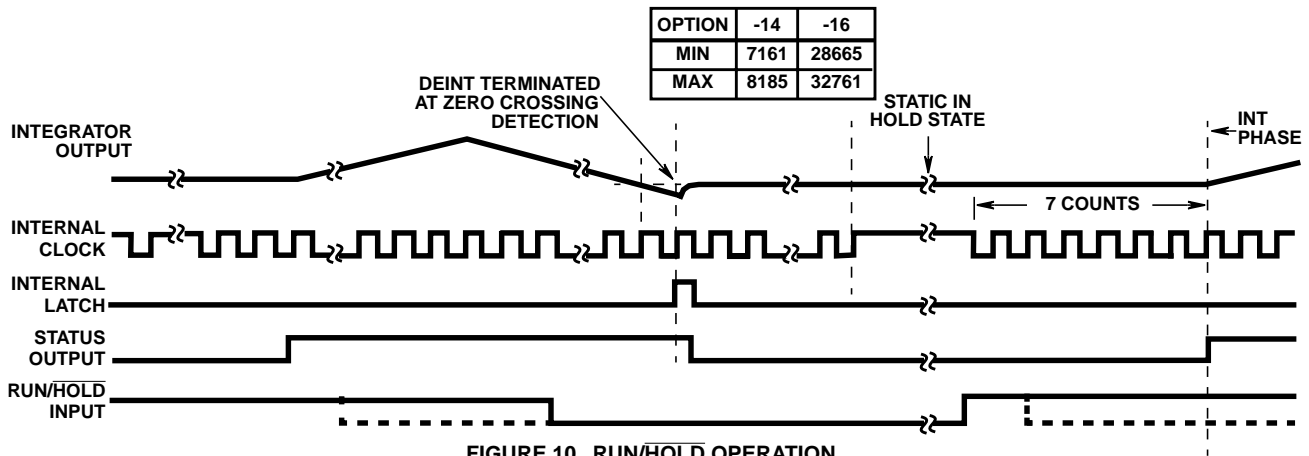 OPTION -14 -16
MIN 7161 28665
MAX 8185 32761
DEINT TERMINATED
AT ZERO CROSSING
DETECTION
STATIC IN
HOLD STATE
INT
PHASE
INTEGRATOR
OUTPUT
7 COUNTS
INTERNAL
CLOCK
INTERNAL
LATCH
STATUS
OUTPUT
RUN/HOLD
INPUT
FIGURE 10. RUN/HOLD OPERATION